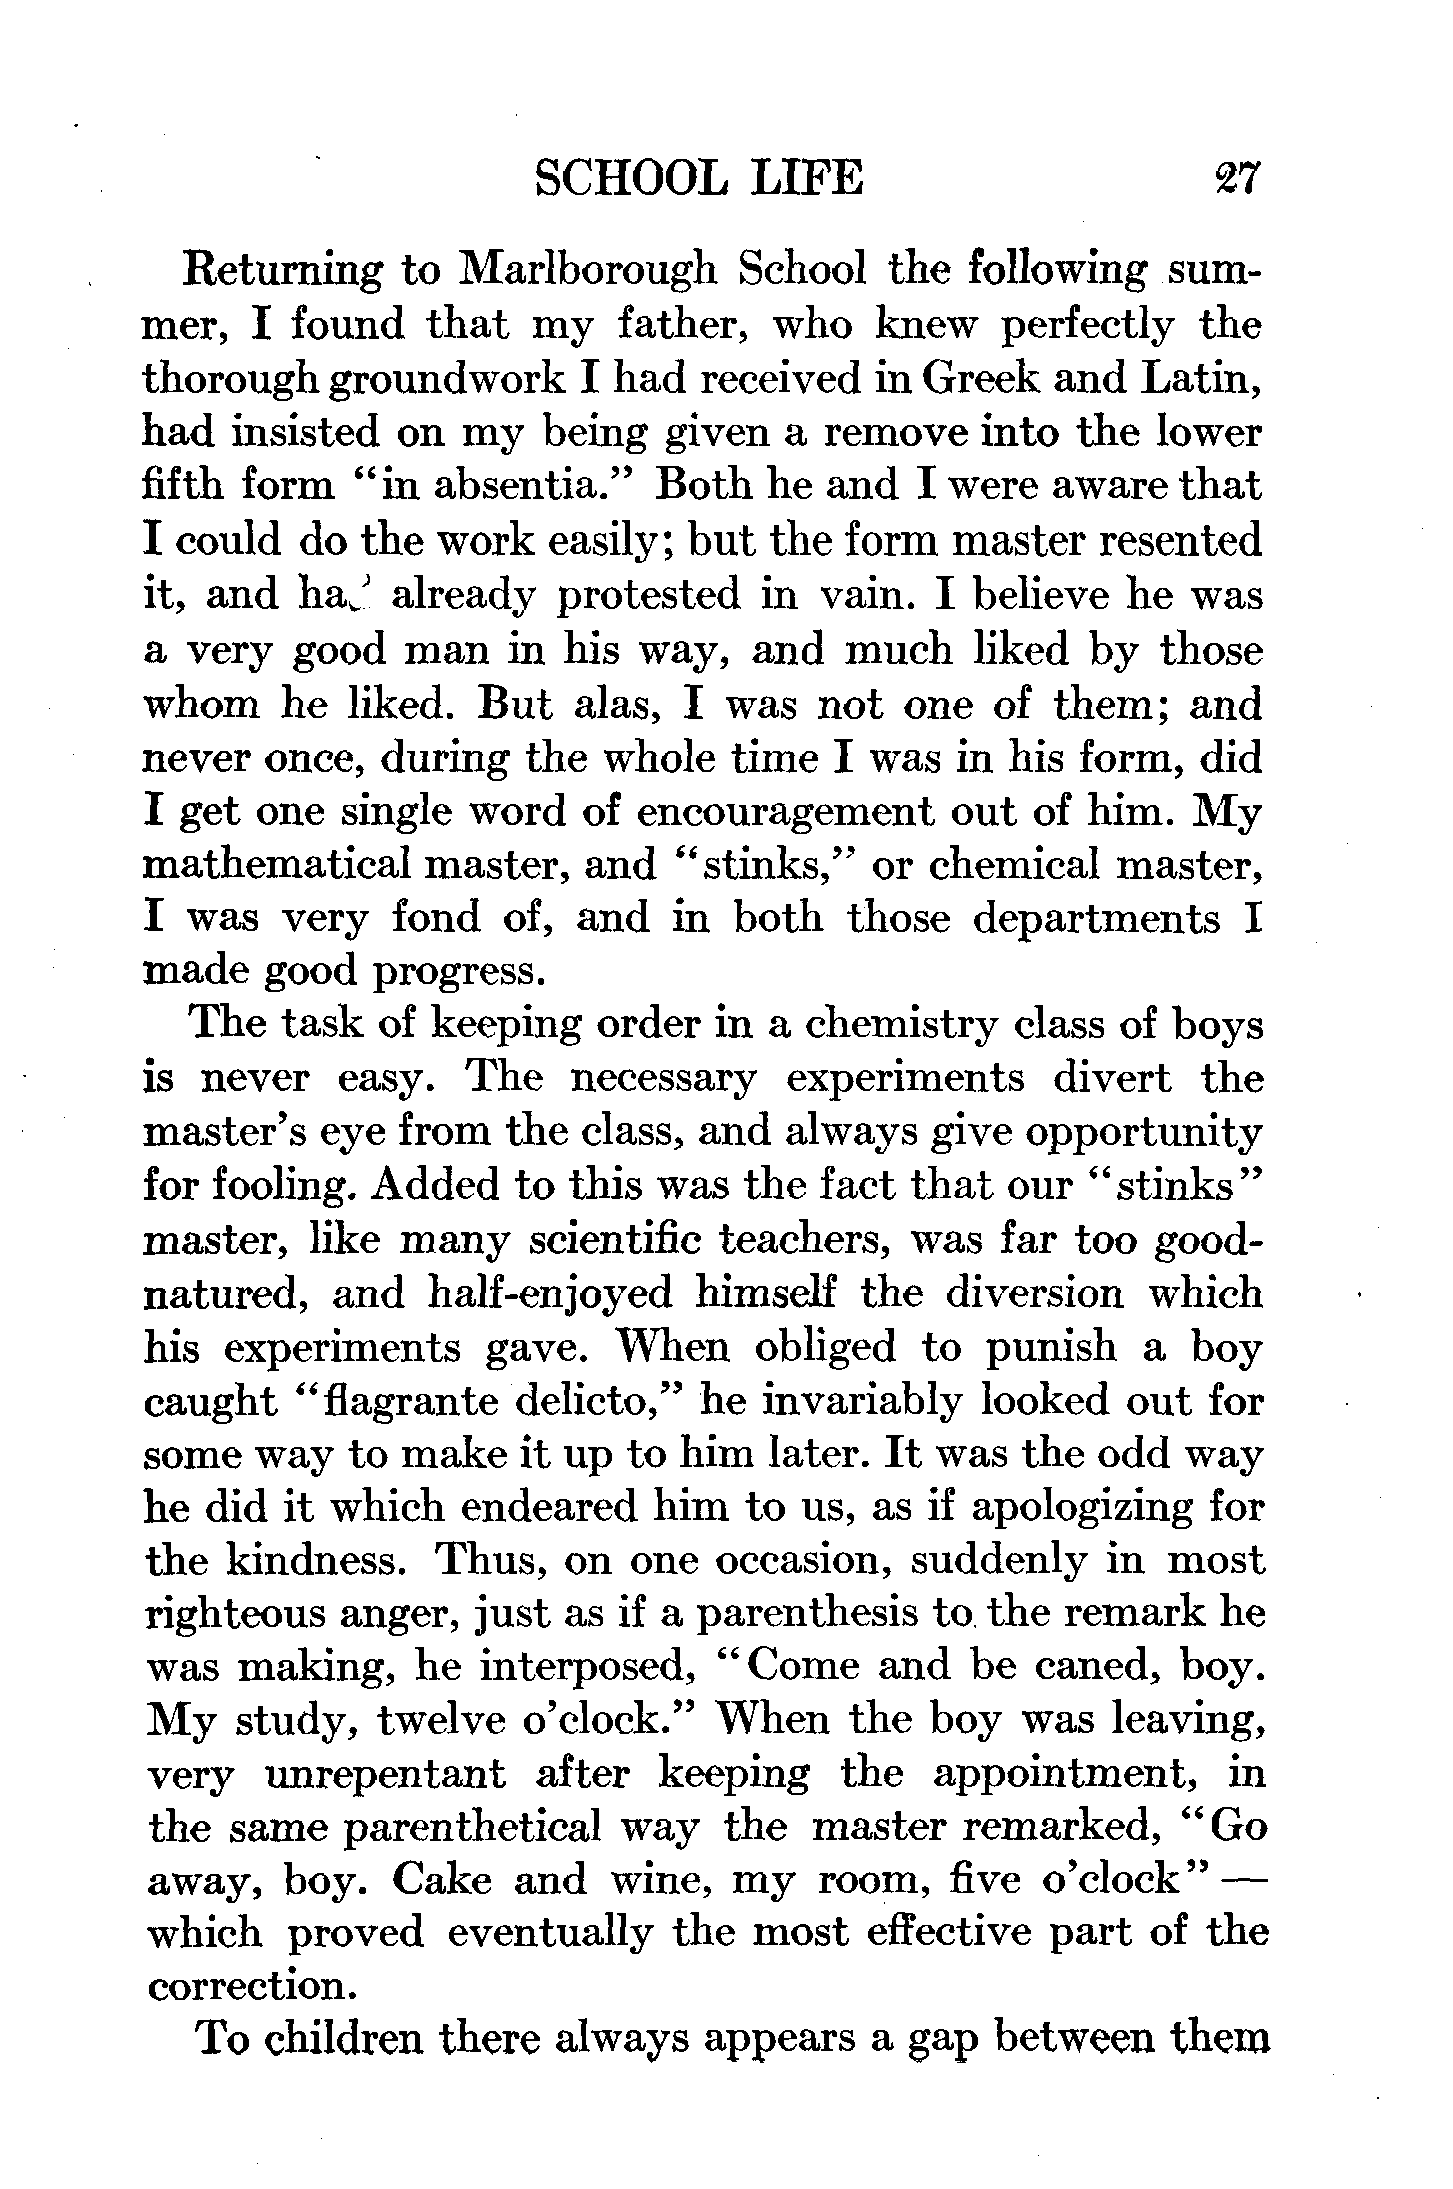 SCHOOL LIFE 27
Returning to Marlborough School the following sum-
mer, I found that my father, who knew perfectly the
thorough groundwork I had received in Greek and Latin,
had insisted on my being given a remove into the lower
fifth form “in absentia.” Both he and I were aware that
I could do the work easily; but the form master resented
it, and had already protested in vain. I believe he was
a very good man in his way, and much liked by those
whom he liked. But alas, I was not one of them; and
never once, during the whole time I was in his form, did
I get one single word of encouragement out of him. My
mathematical master, and “stinks,” or chemical master,
I was very fond of, and in both those departments I
made good progress.
The task of keeping order in a chemistry class of boys
is never easy. The necessary experiments divert the
master’s eye from the class, and always give opportunity
for fooling. Added to this was the fact that our “stinks”
master, like many scientific teachers, was far too good-
natured, and half-enjoyed himself the diversion which
his experiments gave. When obliged to punish a boy
caught “flagrante delicto,” he invariably looked out for
some way to make it up to him later. It was the odd way
he did it which endeared him to us, as if apologizing for
the kindness. Thus, on one occasion, suddenly in most
righteous anger, just as if a parenthesis to the remark he
was making, he interposed, “Come and be caned, boy.
My study, twelve o’clock.” When the boy was leaving,
very unrepentant after keeping the appointment, in
the same parenthetical way the master remarked, “Go
away, boy. Cake and wine, my room, five o’clock” —
which proved eventually the most effective part of the
correction.
To children there always appears a gap between them